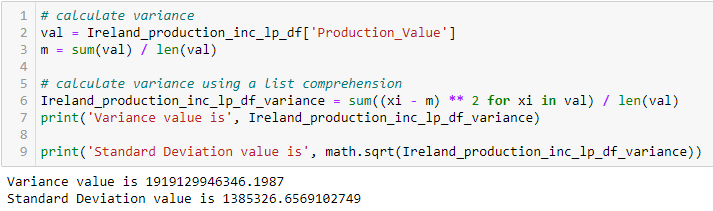 1 # calculate variance
2 val = Ireland_production_inc_lp_df['Production_Value']
3 m = sum(val) / len(val)
4
5 # calculate variance using a list comprehension
6 Ireland_production_inc_lp_df_variance = sum((xi - m) ** 2 for xi in val) / len(val)
7 print('Variance value is', Ireland_production_inc_lp_df_variance)
8
9 print('Standard Deviation value is', math.sqrt(Ireland_production_inc_lp_df_variance))
Variance value is 1919129946346.1987
Standard Deviation value is 1385326.6569102749